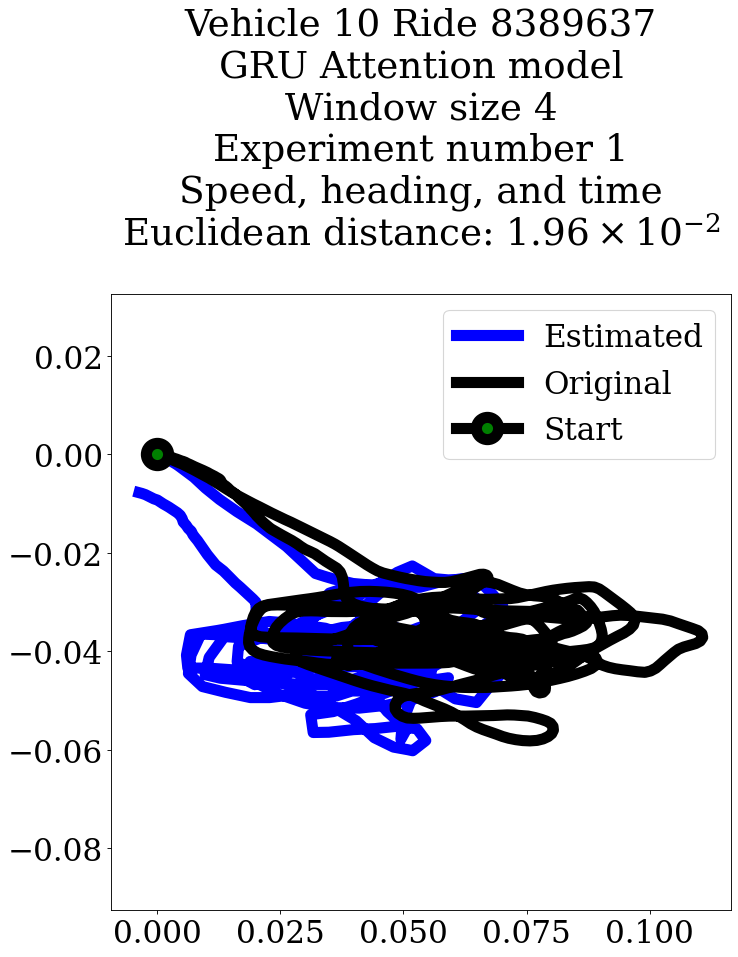 Vehicle 10 Ride 8389637
GRU Attention model
Window size 4
Experiment number 1
Speed, heading, and time
Euclidean distance: 1.96 × 10⁻²
Estimated
Original
Start
0.02
0.00
−0.02
−0.04
−0.06
−0.08
0.000 0.025 0.050 0.075 0.100